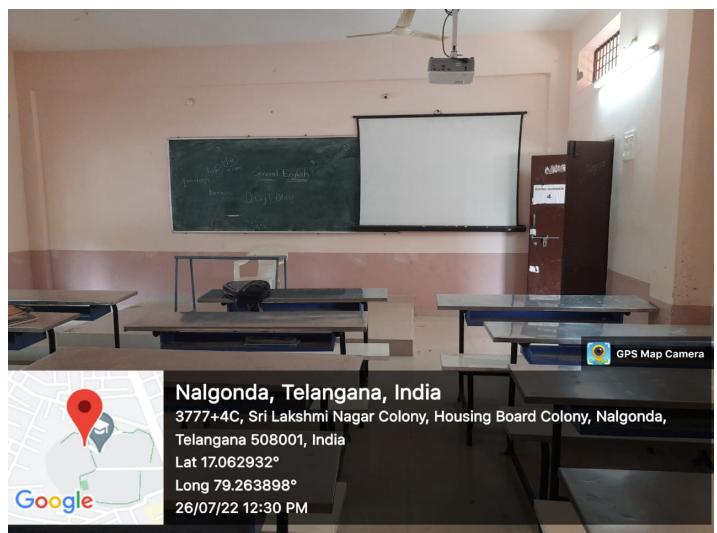 General English
4
GPS Map Camera
Nalgonda, Telangana, India
3777+4C, Sri Lakshmi Nagar Colony, Housing Board Colony, Nalgonda,
Telangana 508001, India
Lat 17.062932°
Long 79.263898°
26/07/22 12:30 PM
Google